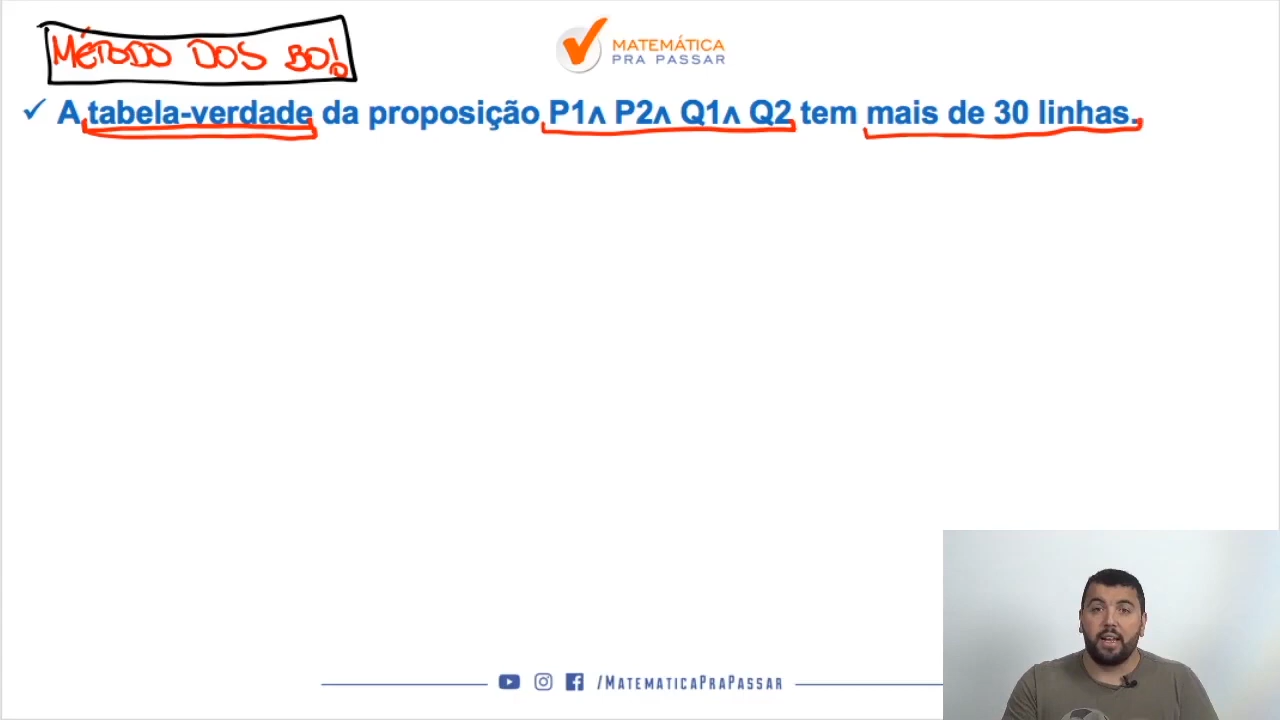 MÉTODO DOS 30!
MATEMÁTICA
PRA PASSAR
✓ A tabela-verdade da proposição P1∧ P2∧ Q1∧ Q2 tem mais de 30 linhas.
/MATEMATICAPRAPASSAR